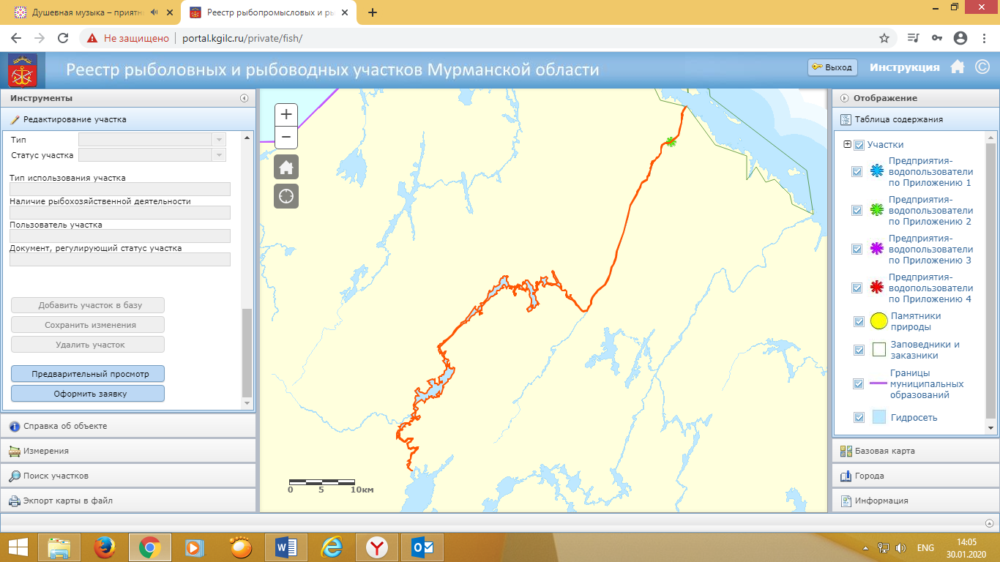 Душевная музыка – приятн
Реестр рыбопромысловых и ры
Не защищено
portal.kgilc.ru/private/fish/
Реестр рыболовных и рыбоводных участков Мурманской области
Выход
Инструкция
Инструменты
Редактирование участка
Тип
Статус участка
Тип использования участка
Наличие рыбохозяйственной деятельности
Пользователь участка
Документ, регулирующий статус участка
Добавить участок в базу
Сохранить изменения
Удалить участок
Предварительный просмотр
Оформить заявку
Справка об объекте
Измерения
Поиск участков
Экспорт карты в файл
+
−
0 5 10км
Отображение
Таблица содержания
Участки
Предприятия-
водопользователи
по Приложению 1
Предприятия-
водопользователи
по Приложению 2
Предприятия-
водопользователи
по Приложению 3
Предприятия-
водопользователи
по Приложению 4
Памятники
природы
Заповедники и
заказники
Границы
муниципальных
образований
Гидросеть
Базовая карта
Города
Информация
ENG
14:05
30.01.2020